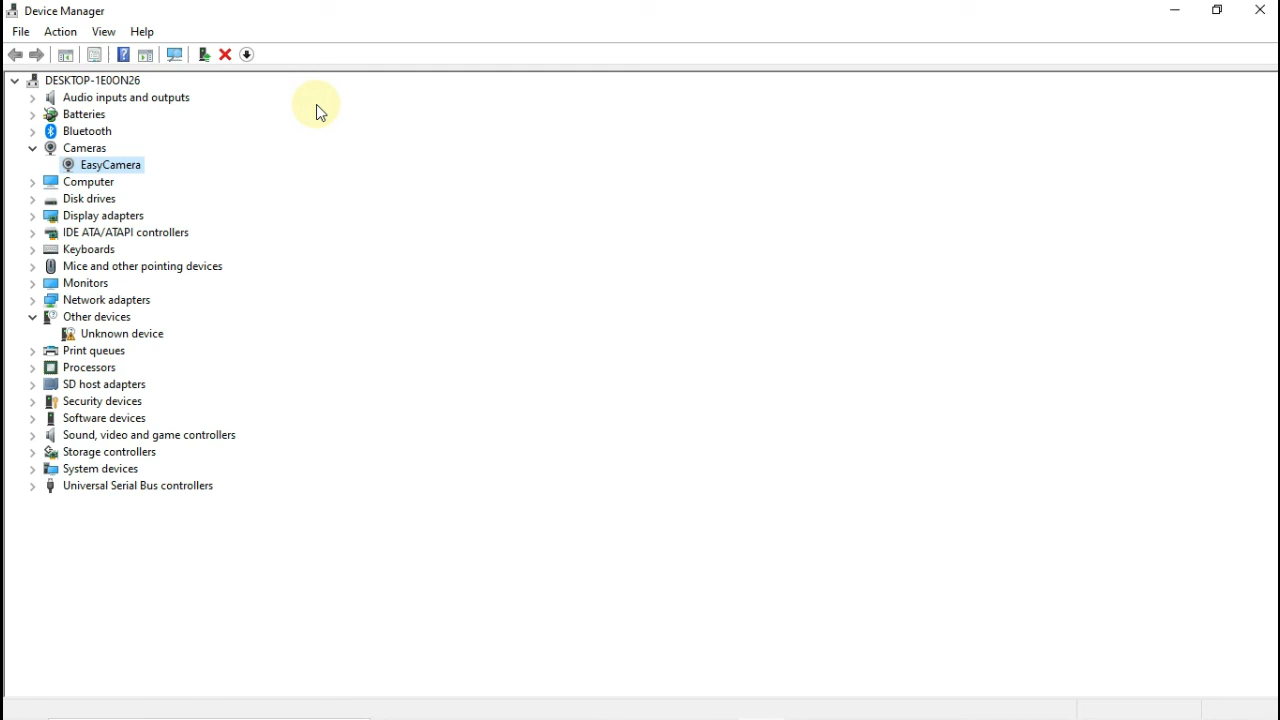 Device Manager
File Action View Help
DESKTOP-1E0ON26
Audio inputs and outputs
Batteries
Bluetooth
Cameras
EasyCamera
Computer
Disk drives
Display adapters
IDE ATA/ATAPI controllers
Keyboards
Mice and other pointing devices
Monitors
Network adapters
Other devices
Unknown device
Print queues
Processors
SD host adapters
Security devices
Software devices
Sound, video and game controllers
Storage controllers
System devices
Universal Serial Bus controllers